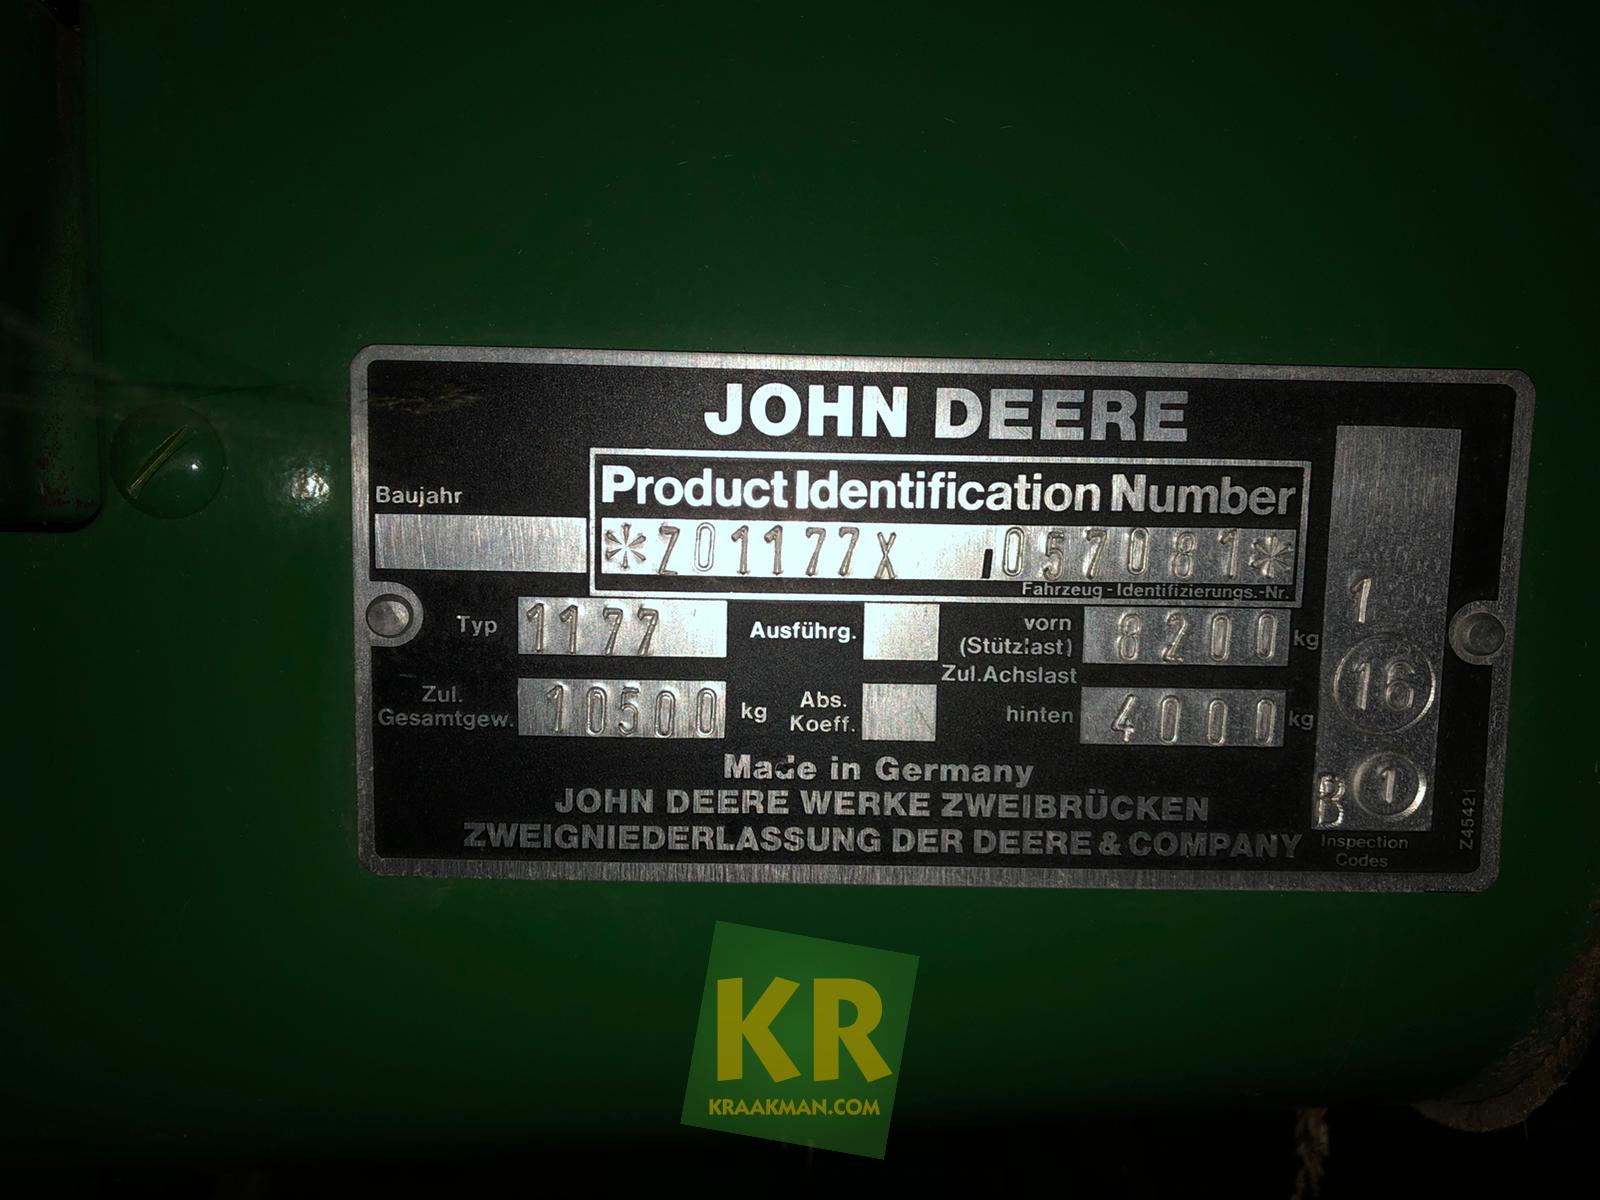 JOHN DEERE
Product Identification Number
Baujahr
*Z01177X 057081*
Fahrzeug-Identifizierungs.-Nr.
Typ 1177 Ausführg. vorn (Stützlast) 8200 kg
Zul.Achslast
Zul. Gesamtgew. 10500 kg Abs. Koeff. hinten 4000 kg
1
16
B 1
Inspection
Codes
Z45421
Made in Germany
JOHN DEERE WERKE ZWEIBRÜCKEN
ZWEIGNIEDERLASSUNG DER DEERE & COMPANY
KR
KRAAKMAN.COM